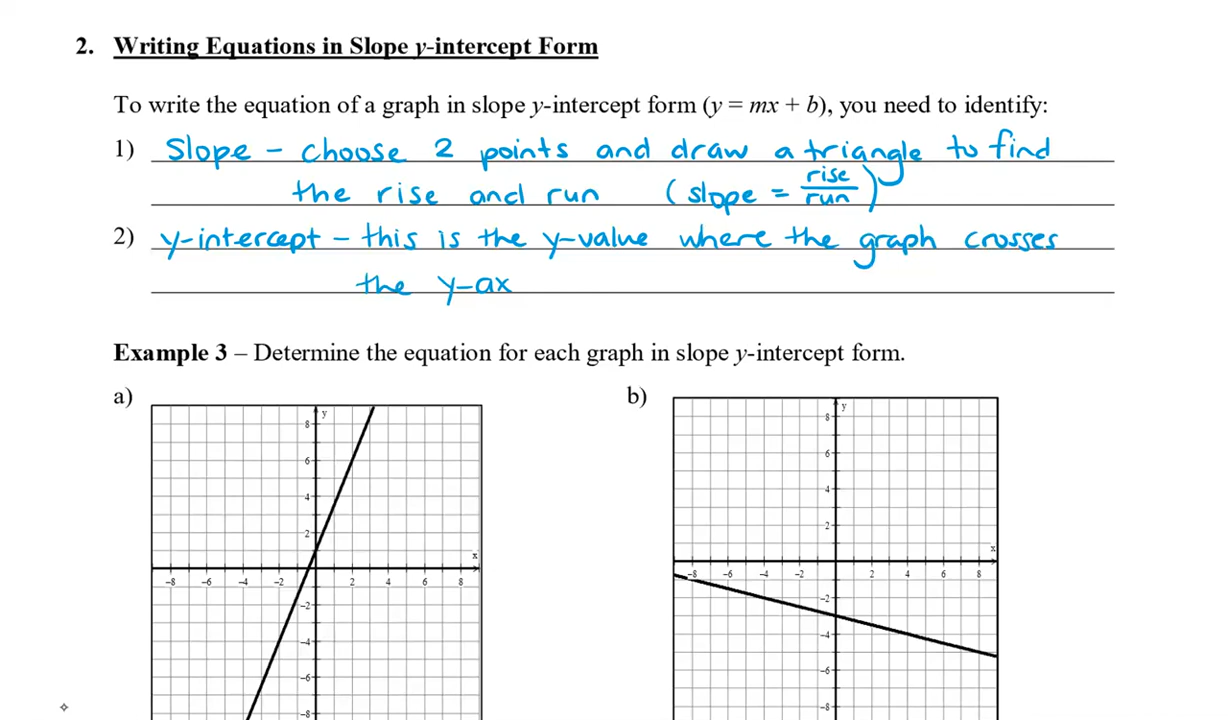 2. Writing Equations in Slope y-intercept Form
To write the equation of a graph in slope y-intercept form (y = mx + b), you need to identify:
1) Slope - choose 2 points and draw a triangle to find
the rise and run (slope = rise/run)
2) y-intercept - this is the y-value where the graph crosses
the y-ax
Example 3 – Determine the equation for each graph in slope y-intercept form.
a) b)
y
8
6
4
2
x
-8 -6 -4 -2 2 4 6 8
-2
-4
-6
-8
y
8
6
4
2
x
-8 -6 -4 -2 2 4 6 8
-2
-4
-6
-8